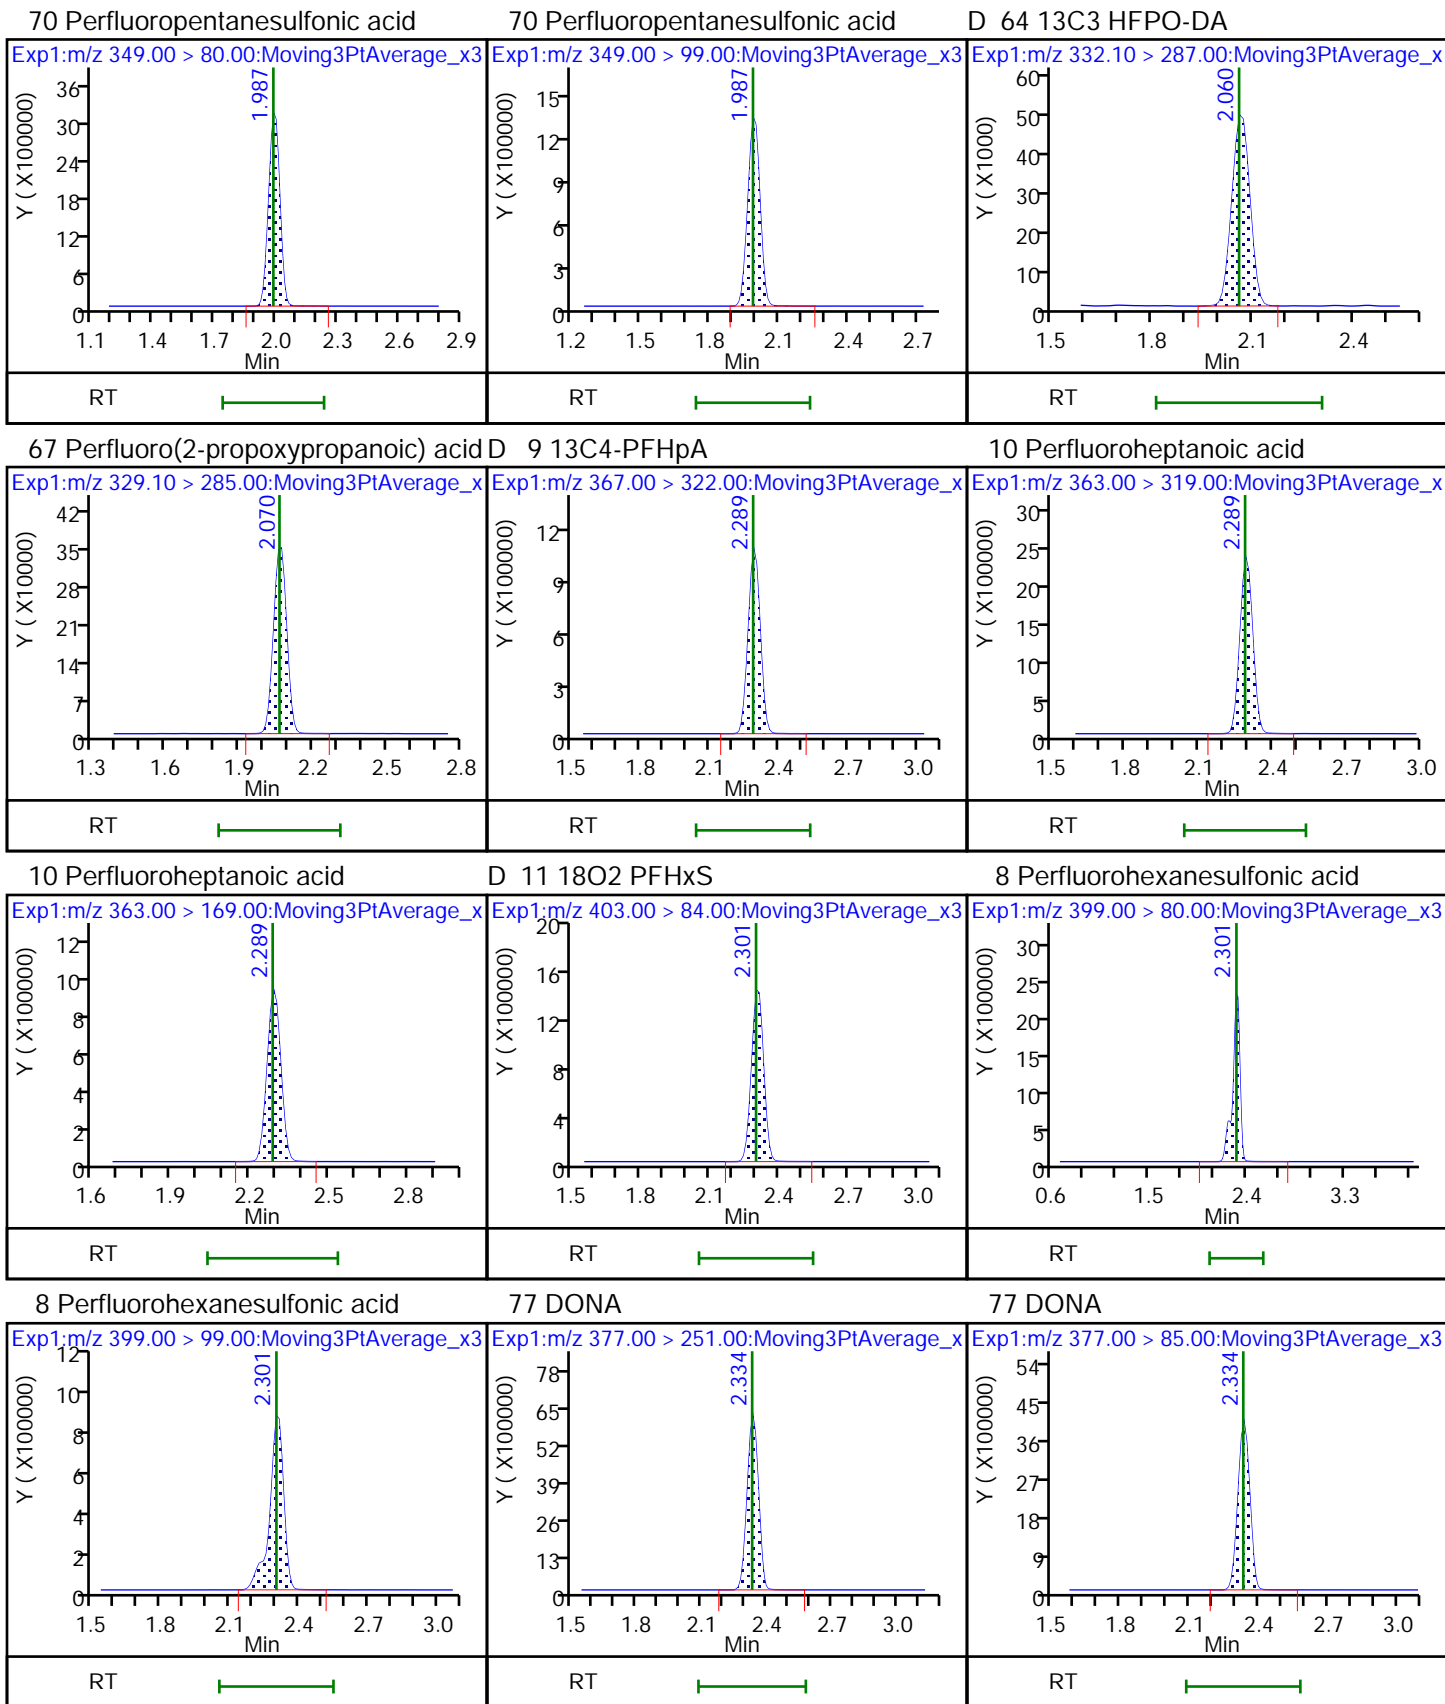 70 Perfluoropentanesulfonic acid
Exp1:m/z 349.00 > 80.00:Moving3PtAverage_x3
1.987
Y ( X100000)
36
30
24
18
12
6
0
1.1 1.4 1.7 2.0 2.3 2.6 2.9
Min
RT
70 Perfluoropentanesulfonic acid
Exp1:m/z 349.00 > 99.00:Moving3PtAverage_x3
1.987
Y ( X100000)
15
12
9
6
3
0
1.2 1.5 1.8 2.1 2.4 2.7
Min
RT
D 64 13C3 HFPO-DA
Exp1:m/z 332.10 > 287.00:Moving3PtAverage_x
2.060
Y ( X1000)
60
50
40
30
20
10
0
1.5 1.8 2.1 2.4
Min
RT
67 Perfluoro(2-propoxypropanoic) acid
Exp1:m/z 329.10 > 285.00:Moving3PtAverage_x
2.070
Y ( X100000)
42
35
28
21
14
7
0
1.3 1.6 1.9 2.2 2.5 2.8
Min
RT
D 9 13C4-PFHpA
Exp1:m/z 367.00 > 322.00:Moving3PtAverage_x
2.289
Y ( X100000)
12
9
6
3
0
1.5 1.8 2.1 2.4 2.7 3.0
Min
RT
10 Perfluoroheptanoic acid
Exp1:m/z 363.00 > 319.00:Moving3PtAverage_x
2.289
Y ( X100000)
30
25
20
15
10
5
0
1.5 1.8 2.1 2.4 2.7 3.0
Min
RT
10 Perfluoroheptanoic acid
Exp1:m/z 363.00 > 169.00:Moving3PtAverage_x
2.289
Y ( X100000)
12
10
8
6
4
2
0
1.6 1.9 2.2 2.5 2.8
Min
RT
D 11 18O2 PFHxS
Exp1:m/z 403.00 > 84.00:Moving3PtAverage_x3
2.301
Y ( X100000)
20
16
12
8
4
0
1.5 1.8 2.1 2.4 2.7 3.0
Min
RT
8 Perfluorohexanesulfonic acid
Exp1:m/z 399.00 > 80.00:Moving3PtAverage_x3
2.301
Y ( X100000)
30
25
20
15
10
5
0
0.6 1.5 2.4 3.3
Min
RT
8 Perfluorohexanesulfonic acid
Exp1:m/z 399.00 > 99.00:Moving3PtAverage_x3
2.301
Y ( X100000)
12
10
8
6
4
2
0
1.5 1.8 2.1 2.4 2.7 3.0
Min
RT
77 DONA
Exp1:m/z 377.00 > 251.00:Moving3PtAverage_x
2.334
Y ( X100000)
78
65
52
39
26
13
0
1.5 1.8 2.1 2.4 2.7 3.0
Min
RT
77 DONA
Exp1:m/z 377.00 > 85.00:Moving3PtAverage_x3
2.334
Y ( X100000)
54
45
36
27
18
9
0
1.5 1.8 2.1 2.4 2.7 3.0
Min
RT